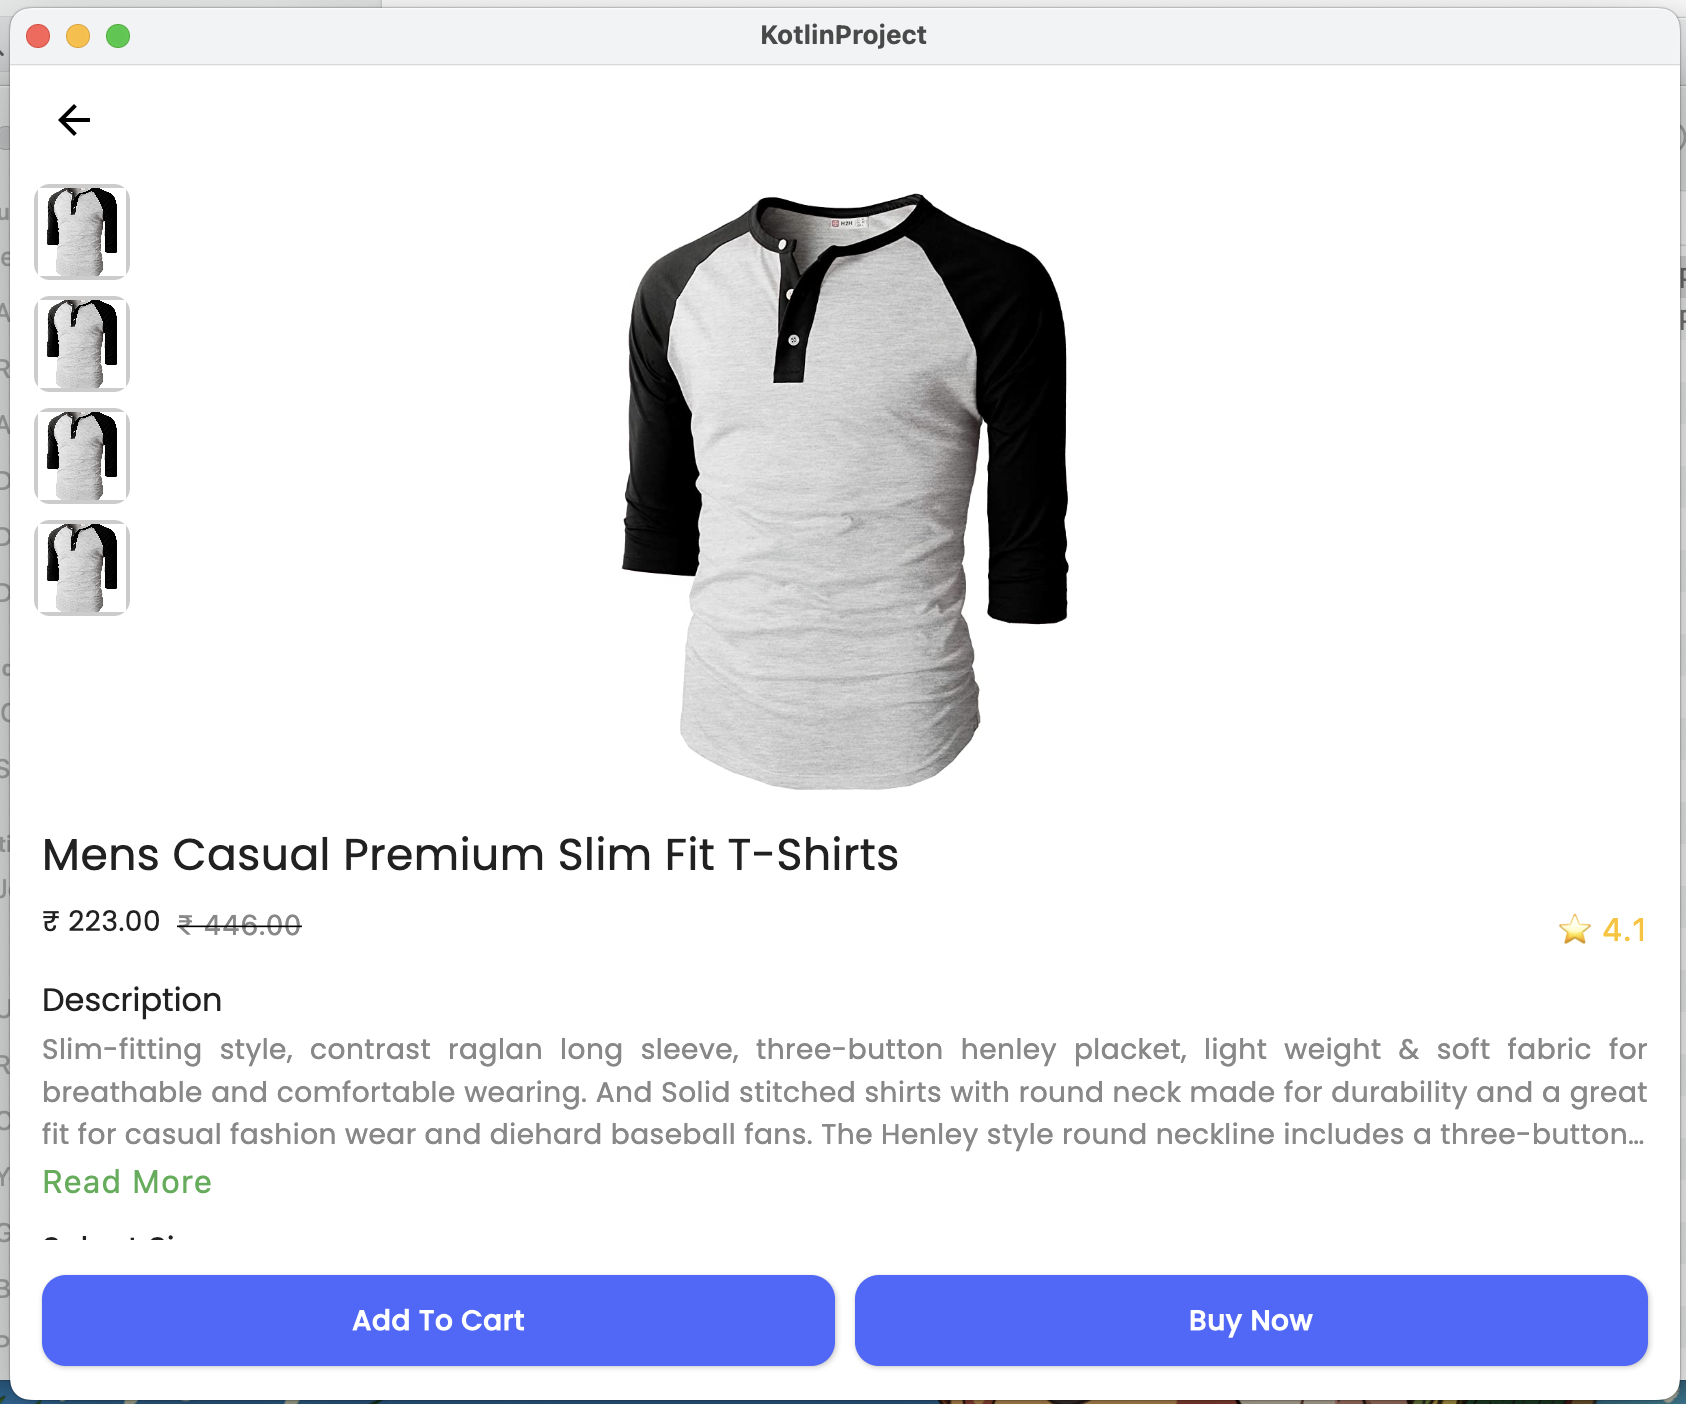 KotlinProject
H2H
Mens Casual Premium Slim Fit T-Shirts
₹ 223.00 ₹ 446.00
4.1
Description
Slim-fitting style, contrast raglan long sleeve, three-button henley placket, light weight & soft fabric for
breathable and comfortable wearing. And Solid stitched shirts with round neck made for durability and a great
fit for casual fashion wear and diehard baseball fans. The Henley style round neckline includes a three-button…
Read More
Add To Cart
Buy Now